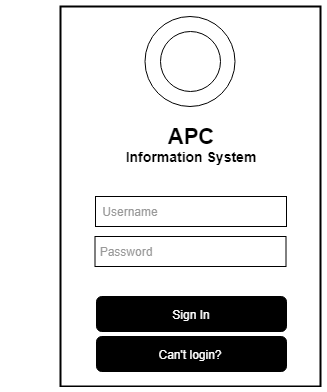 APC
Information System
Username
Password
Sign In
Can't login?